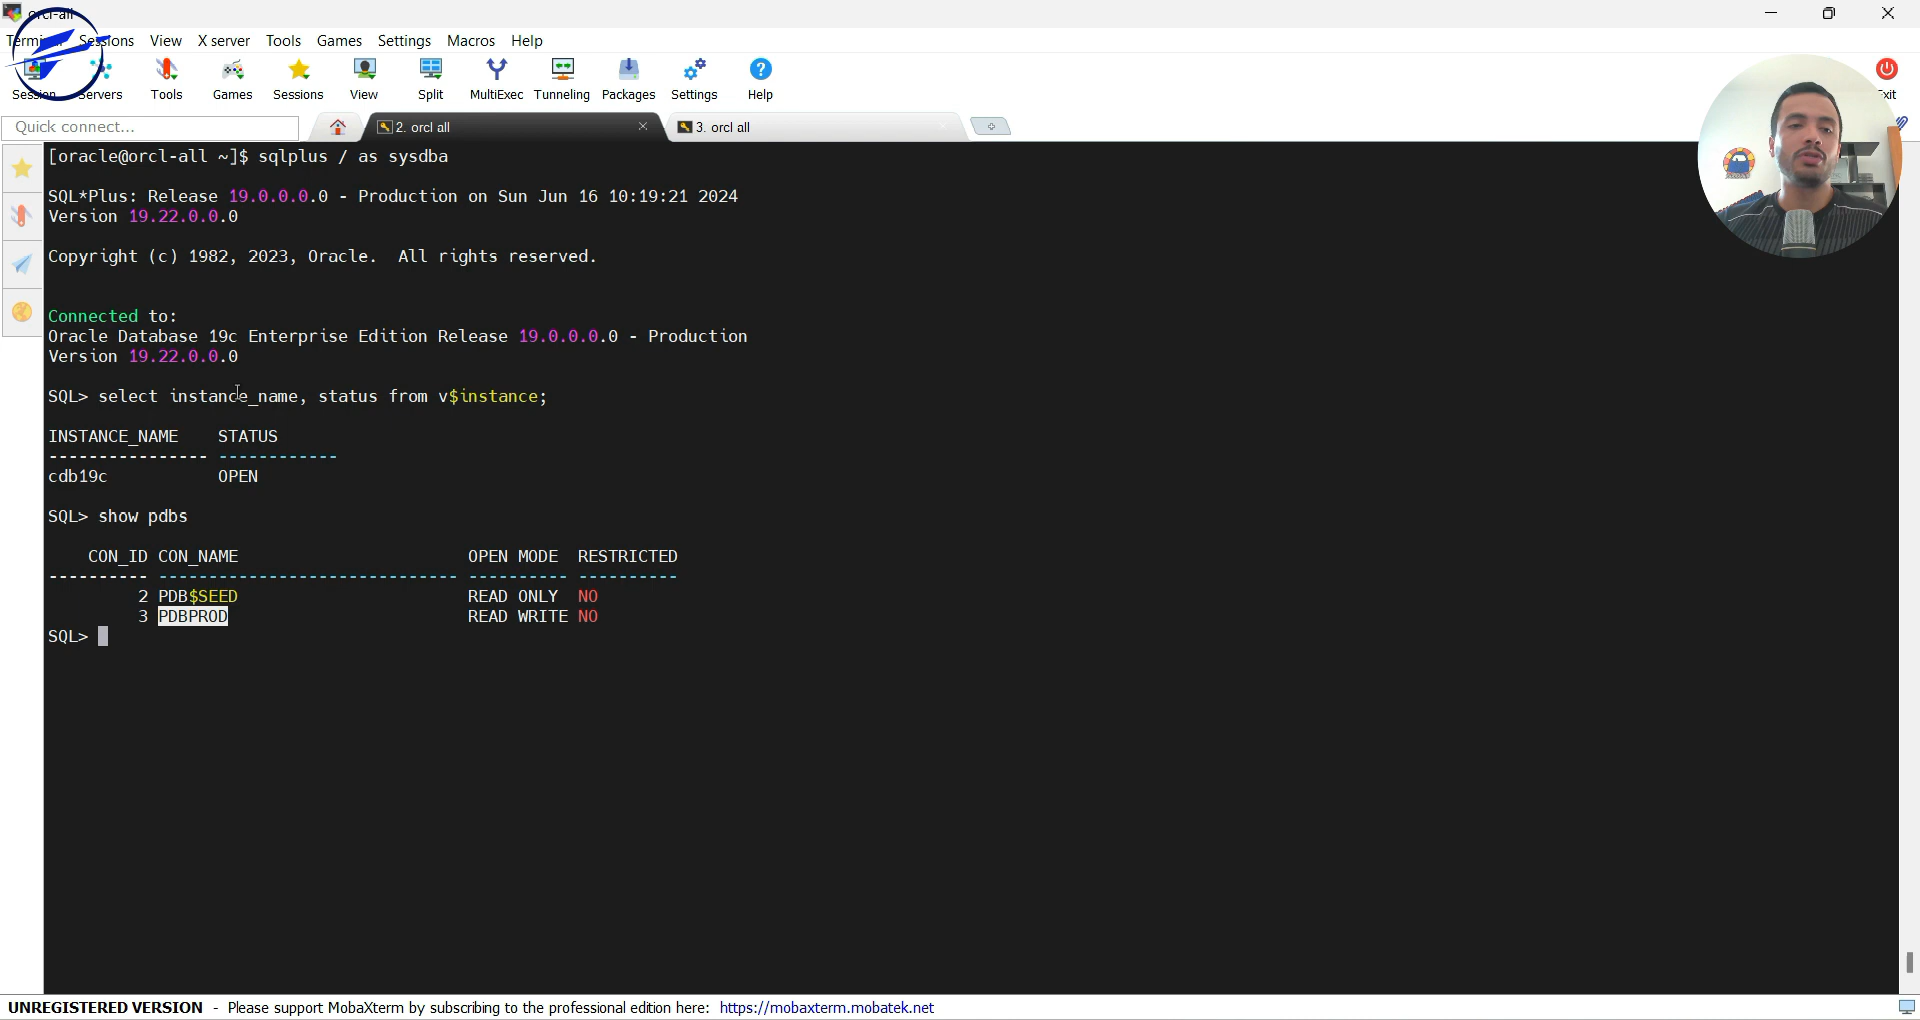 orcl-all
Terminal Sessions View X server Tools Games Settings Macros Help
Session Servers Tools Games Sessions View Split MultiExec Tunneling Packages Settings Help Exit
Quick connect... 2. orcl all 3. orcl all
[oracle@orcl-all ~]$ sqlplus / as sysdba
SQL*Plus: Release 19.0.0.0.0 - Production on Sun Jun 16 10:19:21 2024
Version 19.22.0.0.0
Copyright (c) 1982, 2023, Oracle.  All rights reserved.
Connected to:
Oracle Database 19c Enterprise Edition Release 19.0.0.0.0 - Production
Version 19.22.0.0.0
SQL> select instance_name, status from v$instance;
INSTANCE_NAME    STATUS
---------------- ------------
cdb19c           OPEN
SQL> show pdbs
    CON_ID CON_NAME                       OPEN MODE  RESTRICTED
---------- ------------------------------ ---------- ----------
         2 PDB$SEED                       READ ONLY  NO
         3 PDBPROD                        READ WRITE NO
SQL>
UNREGISTERED VERSION - Please support MobaXterm by subscribing to the professional edition here: https://mobaxterm.mobatek.net